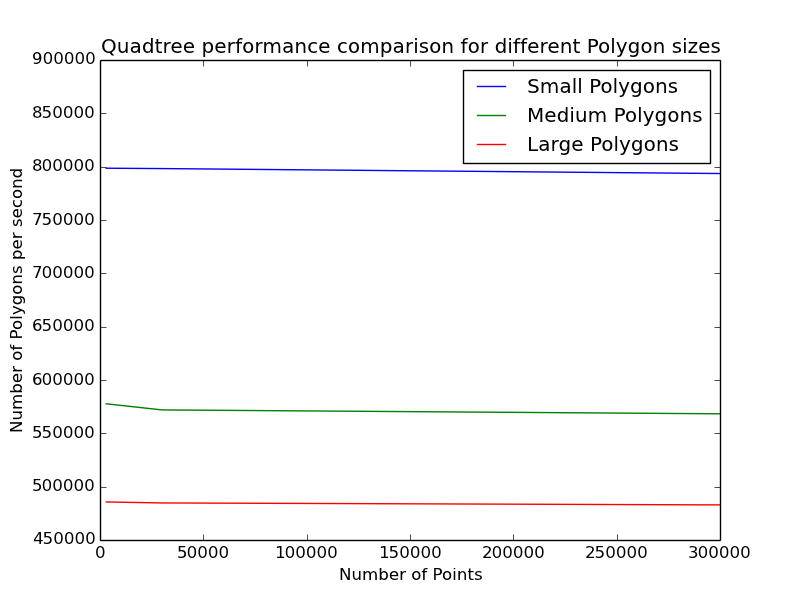 Quadtree performance comparison for different Polygon sizes
900000
850000
800000
750000
700000
650000
600000
550000
500000
450000
Number of Polygons per second
Small Polygons
Medium Polygons
Large Polygons
0
50000
100000
150000
200000
250000
300000
Number of Points